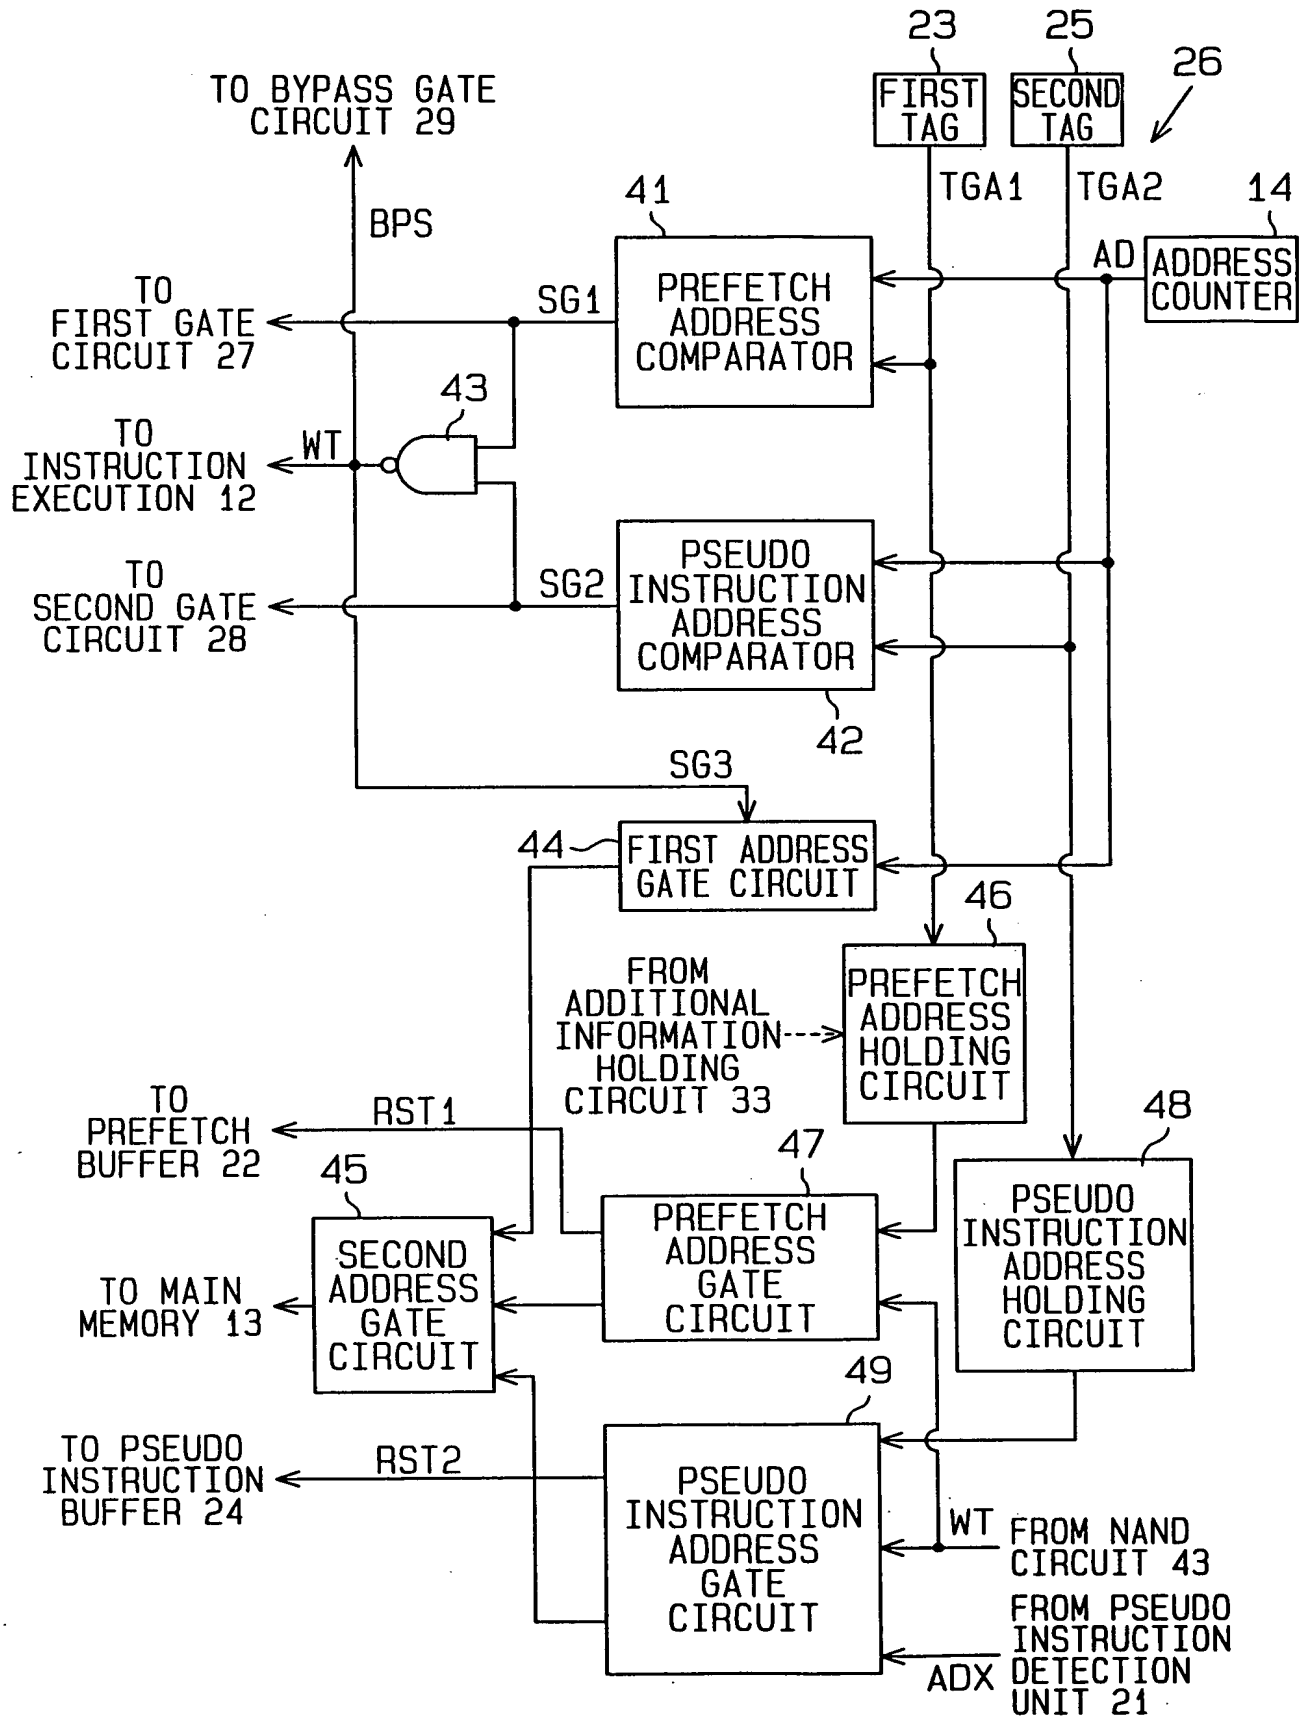 23
25
26
TO BYPASS GATE
CIRCUIT 29
FIRST
TAG
SECOND
TAG
BPS
41
TGA1
TGA2
14
AD
ADDRESS
COUNTER
TO
FIRST GATE
CIRCUIT 27
SG1
PREFETCH
ADDRESS
COMPARATOR
43
TO
INSTRUCTION
EXECUTION 12
WT
TO
SECOND GATE
CIRCUIT 28
SG2
PSEUDO
INSTRUCTION
ADDRESS
COMPARATOR
42
SG3
44
FIRST ADDRESS
GATE CIRCUIT
46
FROM
ADDITIONAL
INFORMATION
HOLDING
CIRCUIT 33
PREFETCH
ADDRESS
HOLDING
CIRCUIT
TO
PREFETCH
BUFFER 22
RST1
45
47
48
SECOND
ADDRESS
GATE
CIRCUIT
PREFETCH
ADDRESS
GATE
CIRCUIT
PSEUDO
INSTRUCTION
ADDRESS
HOLDING
CIRCUIT
TO MAIN
MEMORY 13
49
TO PSEUDO
INSTRUCTION
BUFFER 24
RST2
PSEUDO
INSTRUCTION
ADDRESS
GATE
CIRCUIT
WT
FROM NAND
CIRCUIT 43
ADX
FROM PSEUDO
INSTRUCTION
DETECTION
UNIT 21